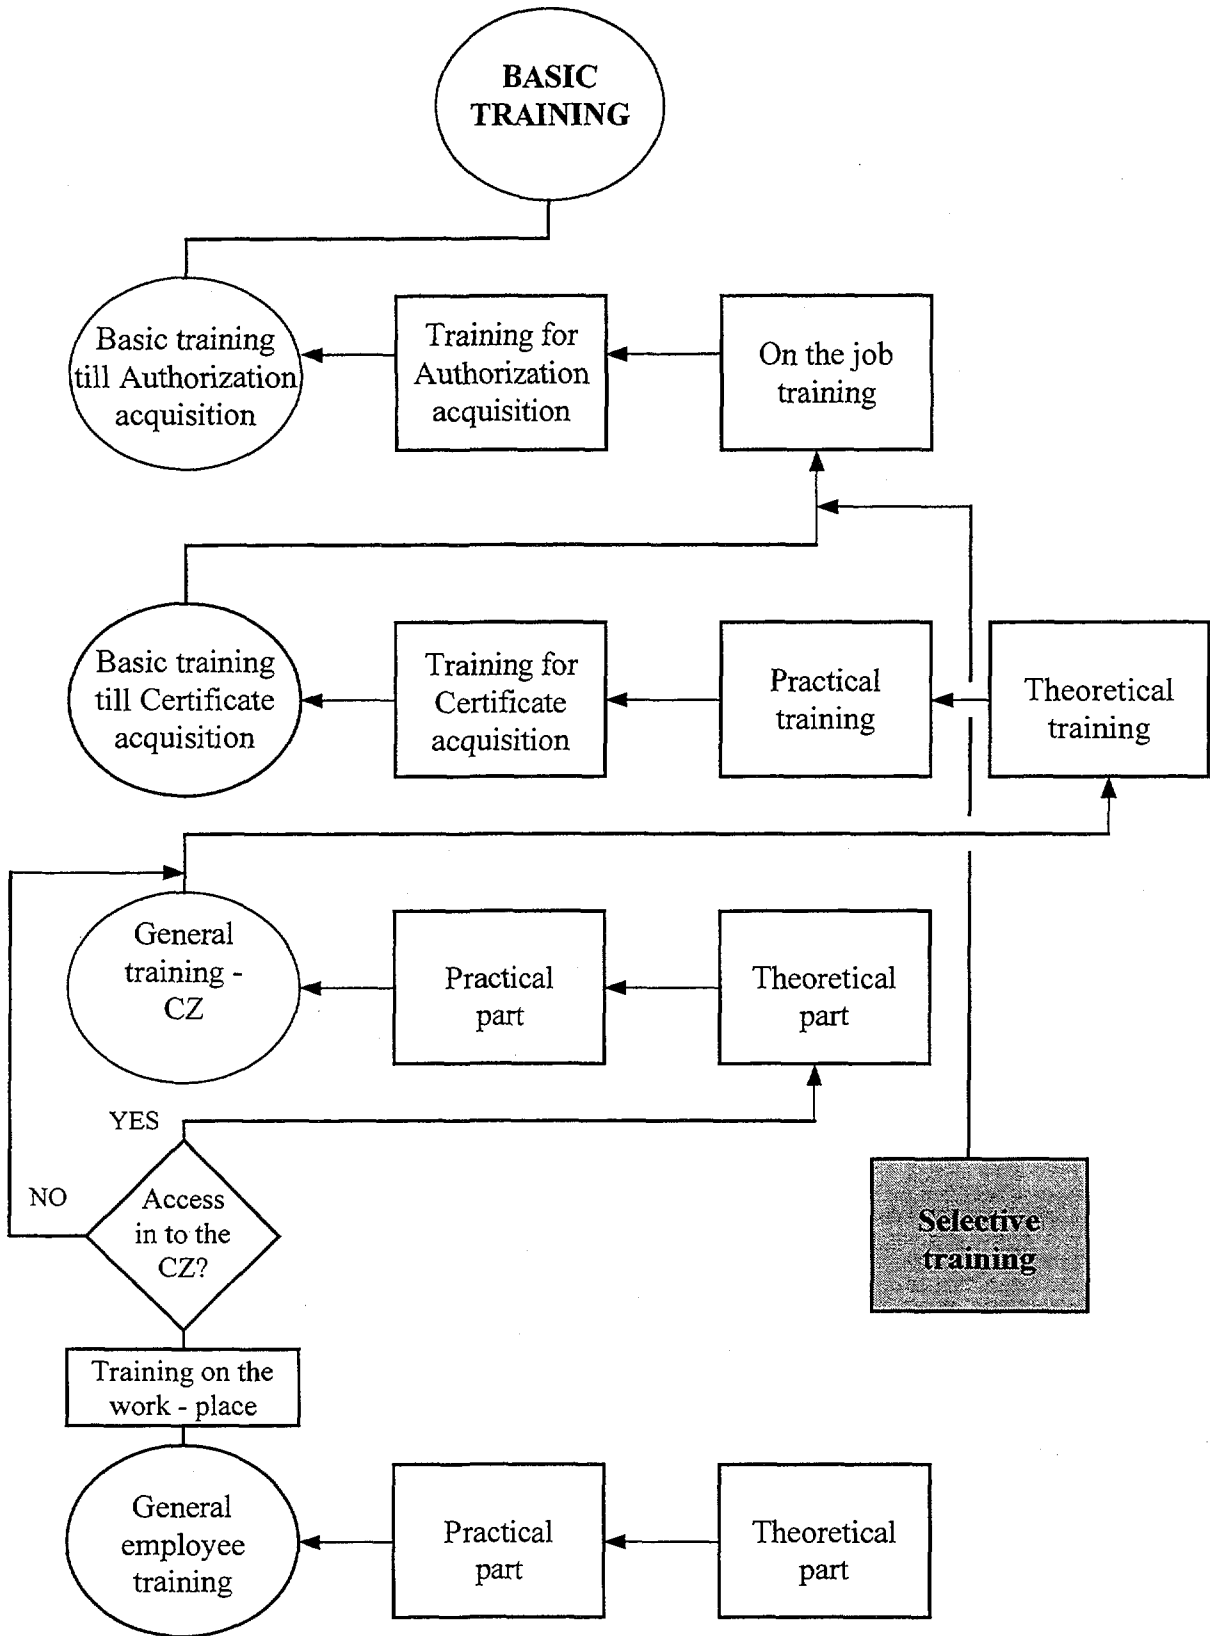 BASIC
TRAINING
Basic training
till Authorization
acquisition
Training for
Authorization
acquisition
On the job
training
Basic training
till Certificate
acquisition
Training for
Certificate
acquisition
Practical
training
Theoretical
training
General
training -
CZ
Practical
part
Theoretical
part
YES
NO
Access
in to the
CZ?
Selective
training
Training on the
work - place
General
employee
training
Practical
part
Theoretical
part